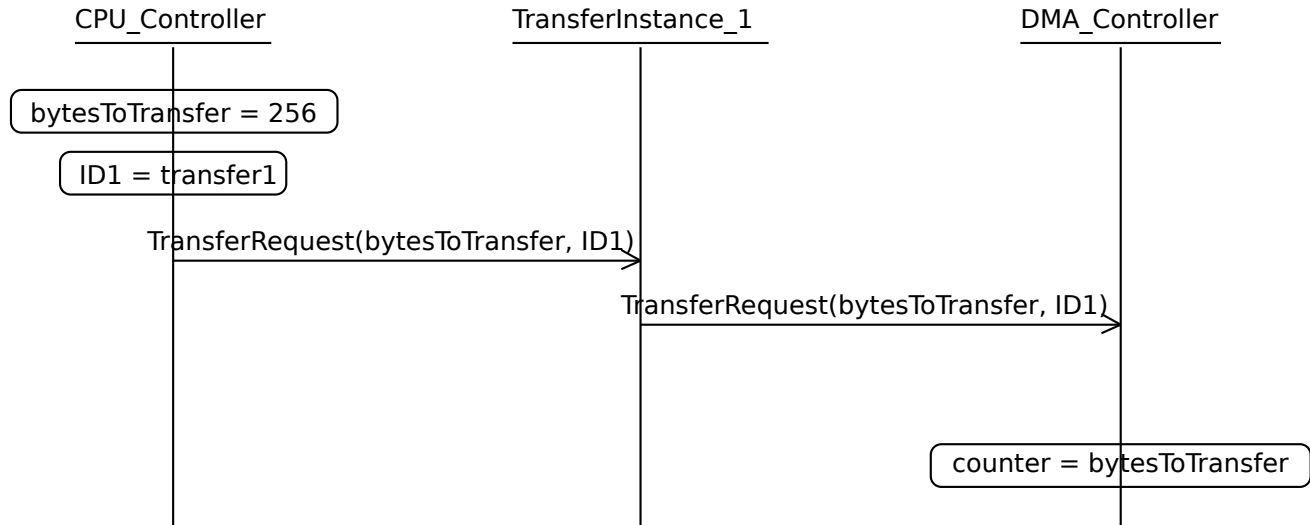 CPU_Controller
TransferInstance_1
DMA_Controller
bytesToTransfer = 256
ID1 = transfer1
TransferRequest(bytesToTransfer, ID1)
TransferRequest(bytesToTransfer, ID1)
counter = bytesToTransfer